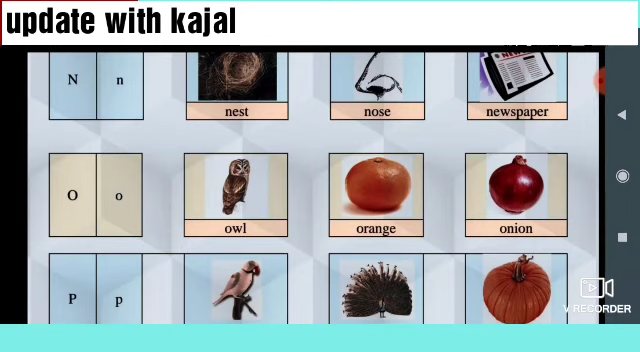 update with kajal
N n
nest nose newspaper
O o
owl orange onion
P p
V RECORDER